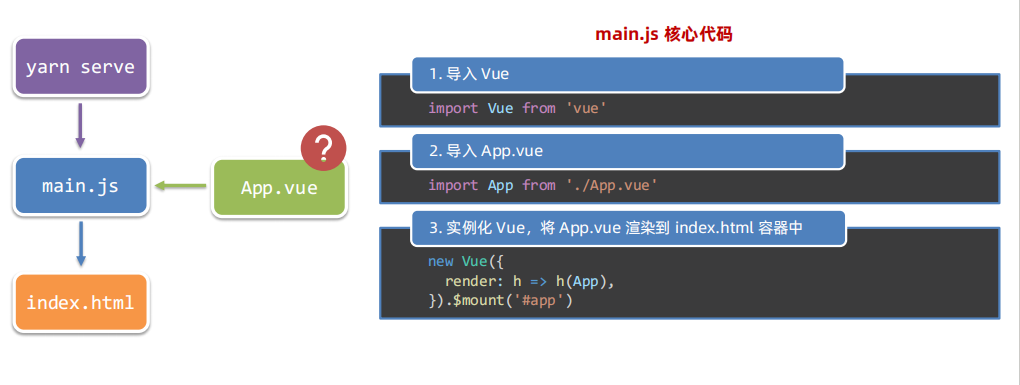 main.js 核心代码
yarn serve
main.js
?
App.vue
index.html
1. 导入 Vue
import Vue from 'vue'
2. 导入 App.vue
import App from './App.vue'
3. 实例化 Vue，将 App.vue 渲染到 index.html 容器中
new Vue({
  render: h => h(App),
}).$mount('#app')